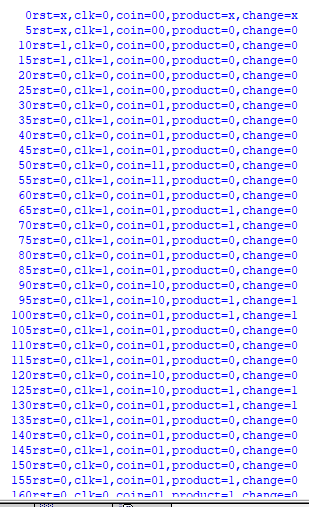 0rst=x,clk=0,coin=00,product=x,change=x
5rst=x,clk=1,coin=00,product=0,change=0
10rst=1,clk=0,coin=00,product=0,change=0
15rst=1,clk=1,coin=00,product=0,change=0
20rst=0,clk=0,coin=00,product=0,change=0
25rst=0,clk=1,coin=00,product=0,change=0
30rst=0,clk=0,coin=01,product=0,change=0
35rst=0,clk=1,coin=01,product=0,change=0
40rst=0,clk=0,coin=01,product=0,change=0
45rst=0,clk=1,coin=01,product=0,change=0
50rst=0,clk=0,coin=11,product=0,change=0
55rst=0,clk=1,coin=11,product=0,change=0
60rst=0,clk=0,coin=01,product=0,change=0
65rst=0,clk=1,coin=01,product=1,change=0
70rst=0,clk=0,coin=01,product=1,change=0
75rst=0,clk=1,coin=01,product=0,change=0
80rst=0,clk=0,coin=01,product=0,change=0
85rst=0,clk=1,coin=01,product=0,change=0
90rst=0,clk=0,coin=10,product=0,change=0
95rst=0,clk=1,coin=10,product=1,change=1
100rst=0,clk=0,coin=01,product=1,change=1
105rst=0,clk=1,coin=01,product=0,change=0
110rst=0,clk=0,coin=01,product=0,change=0
115rst=0,clk=1,coin=01,product=0,change=0
120rst=0,clk=0,coin=10,product=0,change=0
125rst=0,clk=1,coin=10,product=1,change=1
130rst=0,clk=0,coin=01,product=1,change=1
135rst=0,clk=1,coin=01,product=0,change=0
140rst=0,clk=0,coin=01,product=0,change=0
145rst=0,clk=1,coin=01,product=0,change=0
150rst=0,clk=0,coin=01,product=0,change=0
155rst=0,clk=1,coin=01,product=1,change=0
160rst=0,clk=0,coin=01,product=1,change=0